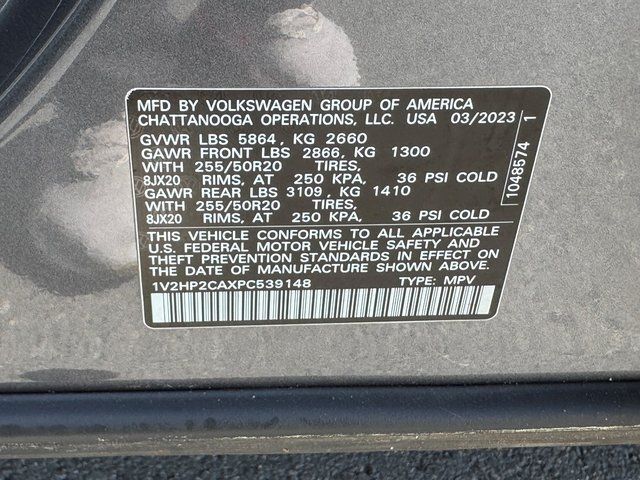 MFD BY VOLKSWAGEN GROUP OF AMERICA
CHATTANOOGA OPERATIONS, LLC. USA 03/2023
GVWR LBS 5864, KG 2660
GAWR FRONT LBS 2866, KG 1300
WITH 255/50R20 TIRES,
8JX20 RIMS, AT 250 KPA, 36 PSI COLD
GAWR REAR LBS 3109, KG 1410
WITH 255/50R20 TIRES,
8JX20 RIMS, AT 250 KPA, 36 PSI COLD
THIS VEHICLE CONFORMS TO ALL APPLICABLE
U.S. FEDERAL MOTOR VEHICLE SAFETY AND
THEFT PREVENTION STANDARDS IN EFFECT ON
THE DATE OF MANUFACTURE SHOWN ABOVE.
1V2HP2CAXPC539148 TYPE: MPV
1048574 1